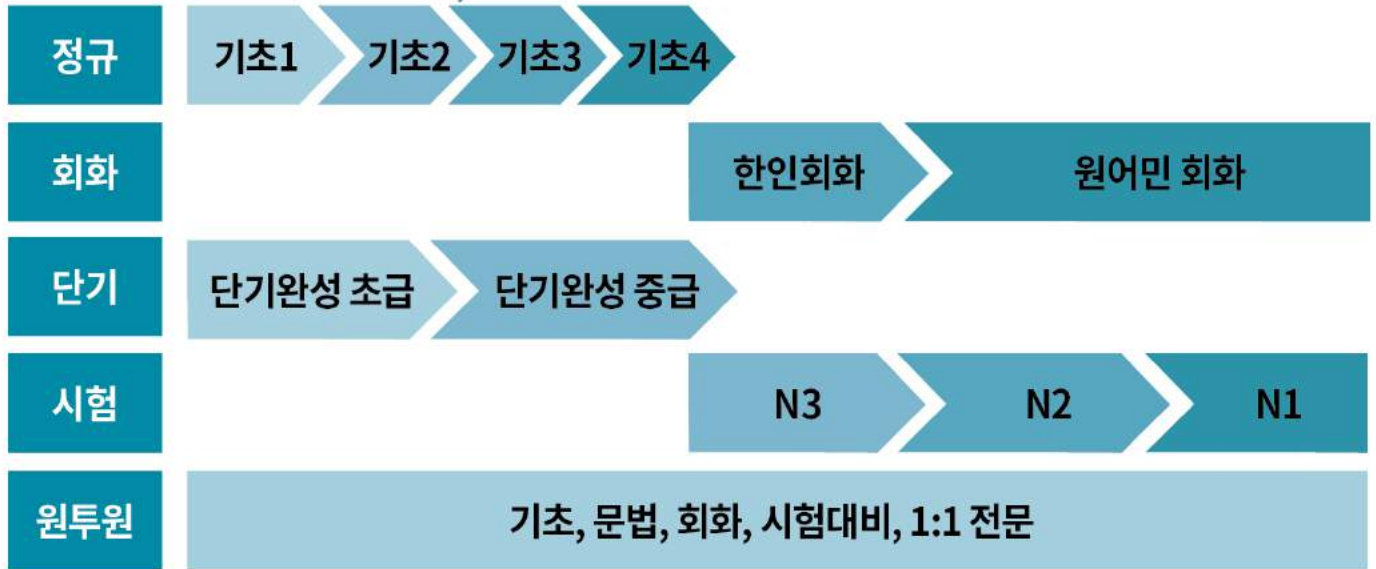 정규 기초1 기초2 기초3 기초4
회화 한인회화 원어민 회화
단기 단기완성 초급 단기완성 중급
시험 N3 N2 N1
원투원 기초, 문법, 회화, 시험대비, 1:1 전문